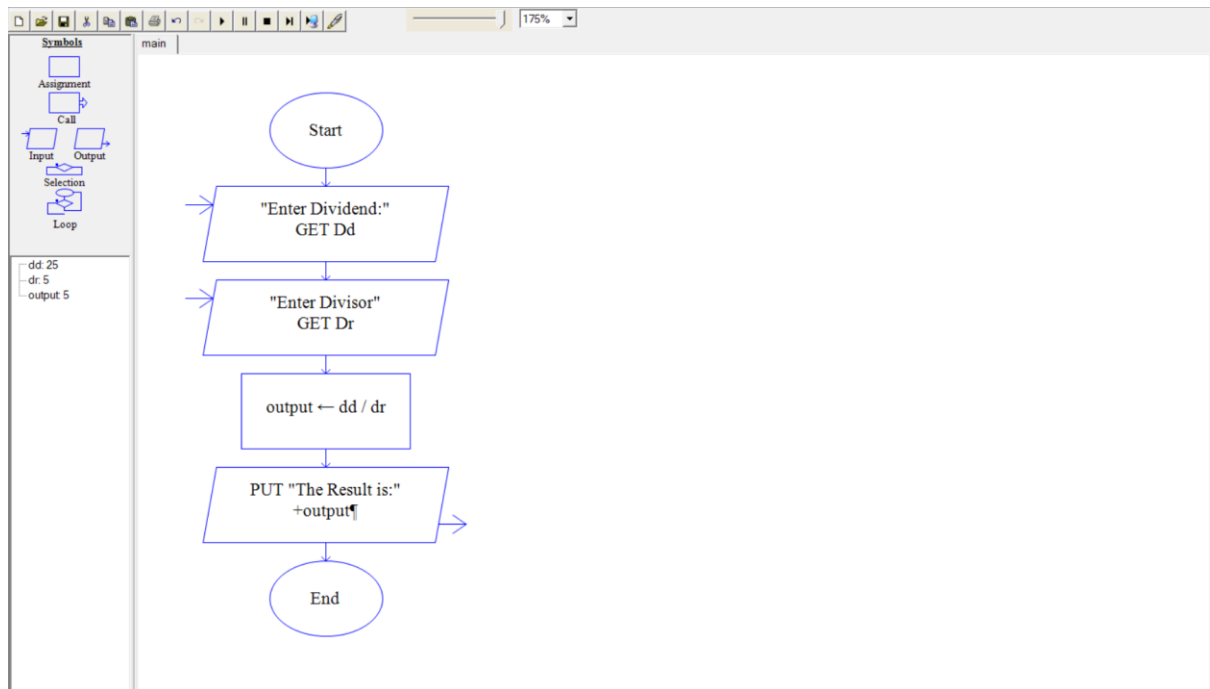 175%
Symbols
main
Assignment
Call
Input Output
Selection
Loop
dd: 25
dr: 5
output: 5
Start
"Enter Dividend:"
GET Dd
"Enter Divisor"
GET Dr
output ← dd / dr
PUT "The Result is:"
+output¶
End